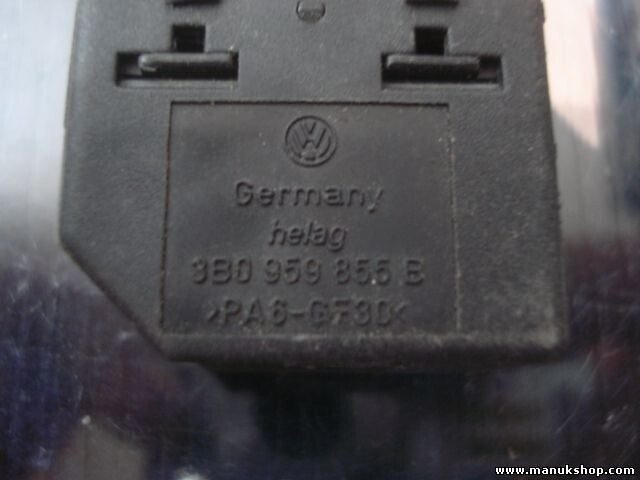 VW
Germany
helag
3B0 959 855 B
>PA6-GF30<
www.manukshop.com